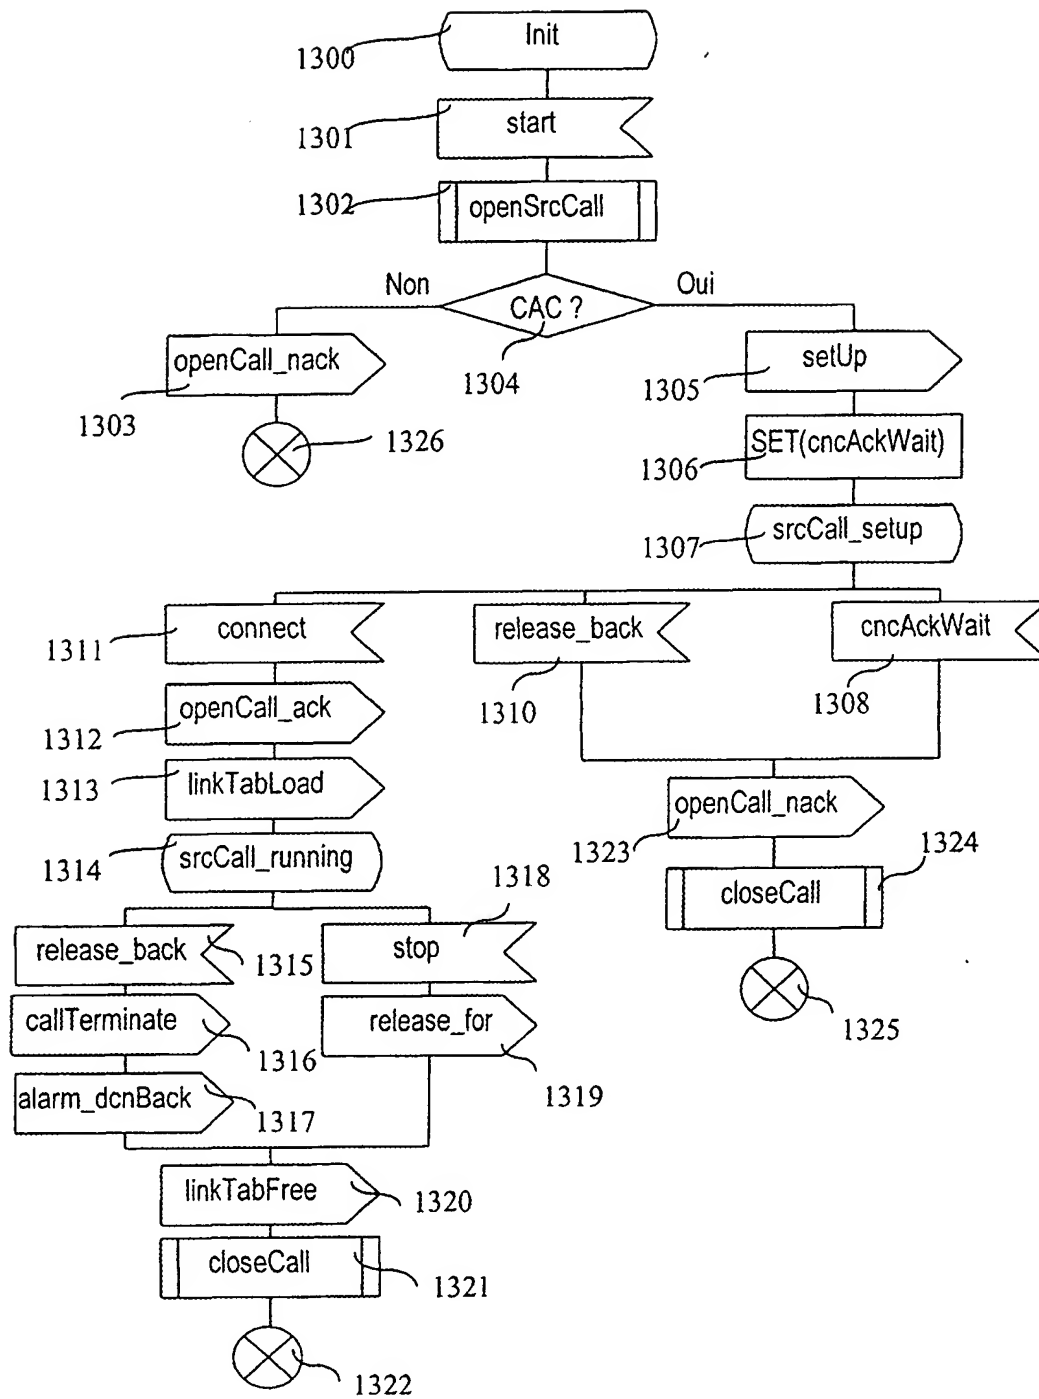 Init
1300
start
1301
1302
openSrcCall
Non
Oui
CAC ?
1304
openCall_nack
1303
1326
setUp
1305
SET(cncAckWait)
1306
srcCall_setup
1307
connect
1311
release_back
1310
cncAckWait
1308
openCall_ack
1312
linkTabLoad
1313
srcCall_running
1314
openCall_nack
1323
1324
closeCall
1325
release_back
1315
1318
stop
callTerminate
1316
release_for
1319
alarm_dcnBack
1317
linkTabFree
1320
closeCall
1321
1322